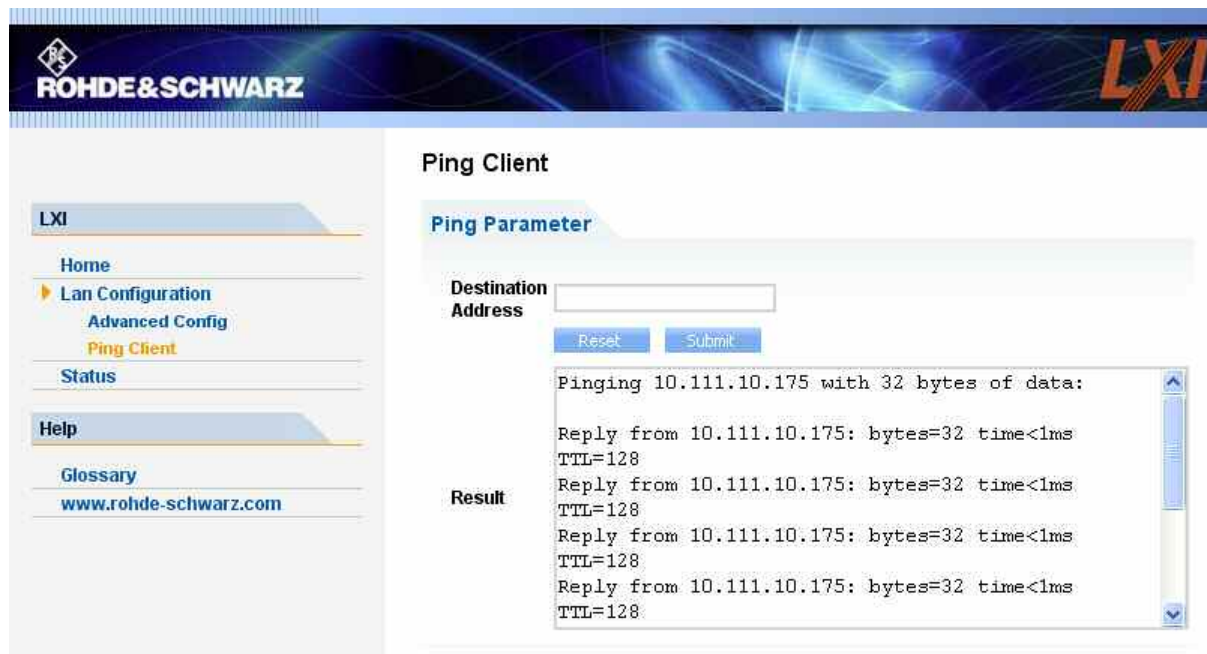 ROHDE&SCHWARZ
LXI
LXI
Home
Lan Configuration
Advanced Config
Ping Client
Status
Help
Glossary
www.rohde-schwarz.com
Ping Client
Ping Parameter
Destination
Address
Reset
Submit
Result
Pinging 10.111.10.175 with 32 bytes of data:
Reply from 10.111.10.175: bytes=32 time<1ms
TTL=128
Reply from 10.111.10.175: bytes=32 time<1ms
TTL=128
Reply from 10.111.10.175: bytes=32 time<1ms
TTL=128
Reply from 10.111.10.175: bytes=32 time<1ms
TTL=128